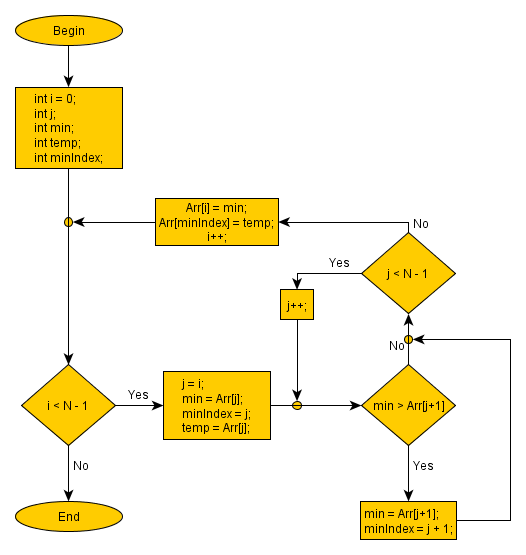 Begin
int i = 0;
int j;
int min;
int temp;
int minIndex;
Arr[i] = min;
Arr[minIndex] = temp;
i++;
No
j < N - 1
Yes
j++;
No
i < N - 1
Yes
j = i;
min = Arr[j];
minIndex = j;
temp = Arr[j];
min > Arr[j+1]
No
Yes
End
min = Arr[j+1];
minIndex = j + 1;